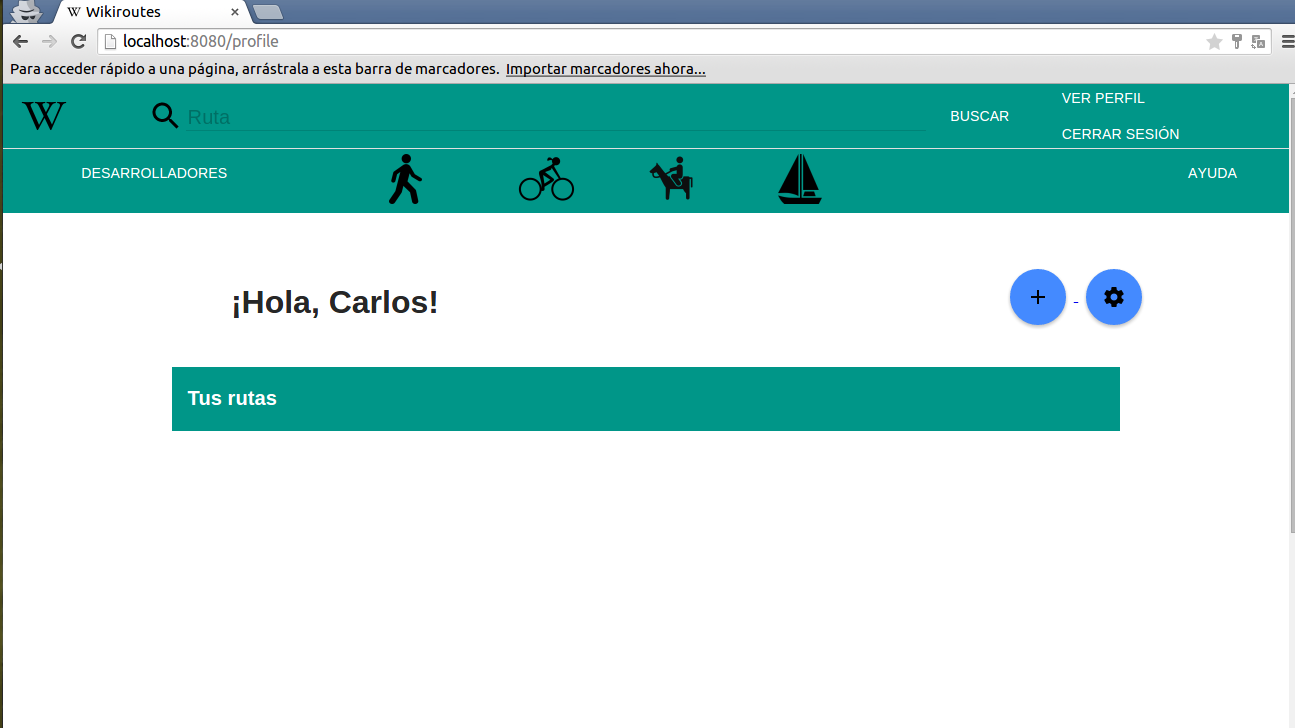 W Wikiroutes ×
localhost:8080/profile
Para acceder rápido a una página, arrástrala a esta barra de marcadores. Importar marcadores ahora...
W
Ruta
BUSCAR
VER PERFIL
CERRAR SESIÓN
DESARROLLADORES
AYUDA
¡Hola, Carlos!
+ -
Tus rutas